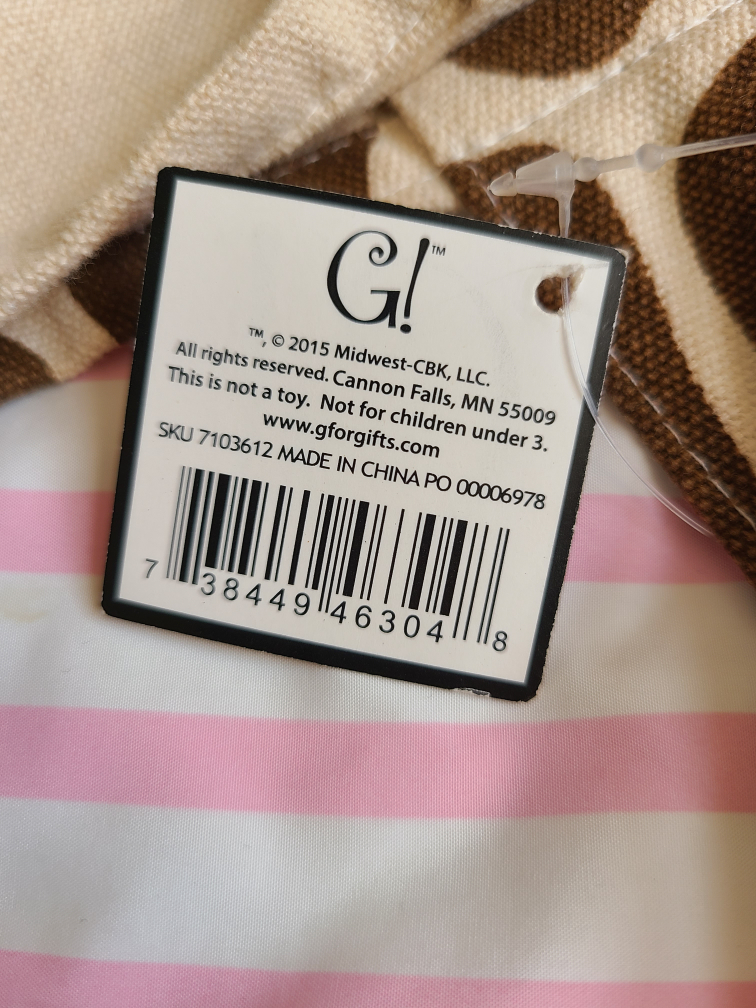 G!™
™, © 2015 Midwest-CBK, LLC.
All rights reserved. Cannon Falls, MN 55009
This is not a toy. Not for children under 3.
www.gforgifts.com
SKU 7103612 MADE IN CHINA PO 00006978
7 38449 46304 8